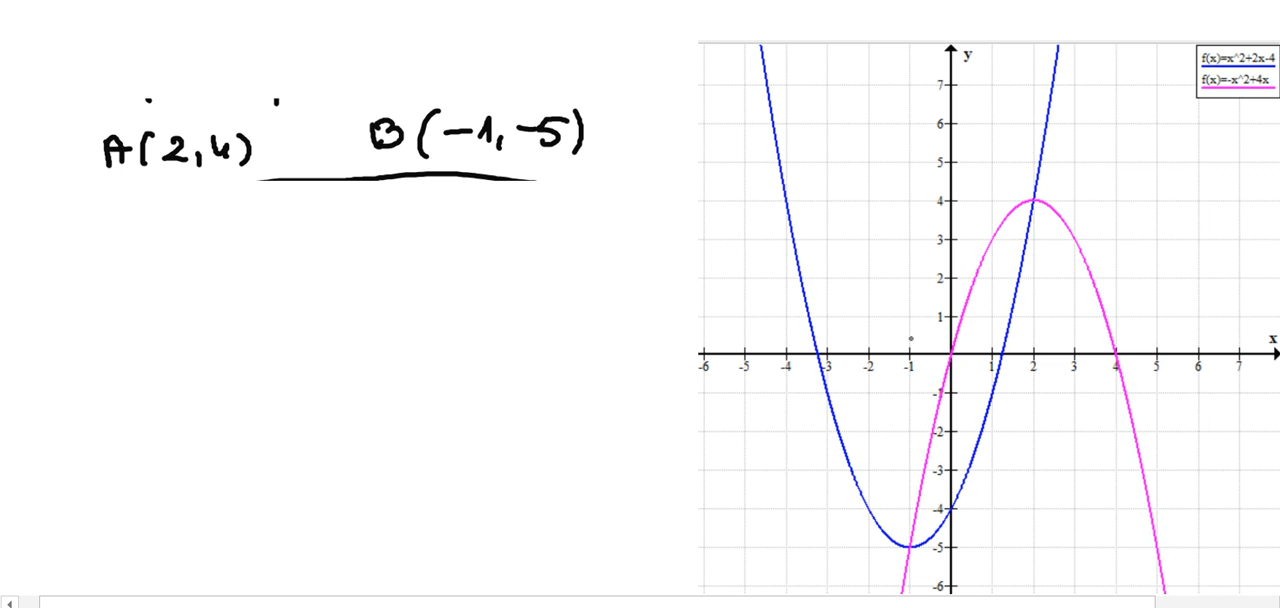 A(2,4) B(-1,-5)
f(x)=x^2+2x-4
f(x)=-x^2+4x
y
7
6
5
4
3
2
1
x
-6 -5 -4 -3 -2 -1 1 2 3 4 5 6 7
-1
-2
-3
-4
-5
-6